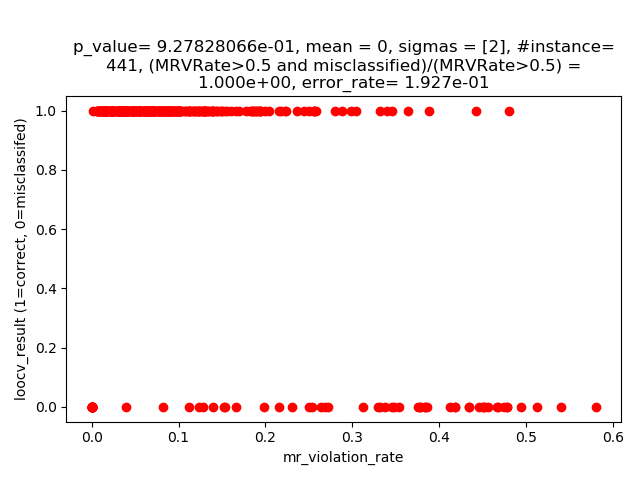 p_value= 9.27828066e-01, mean = 0, sigmas = [2], #instance=
441, (MRVRate>0.5 and misclassified)/(MRVRate>0.5) =
1.000e+00, error_rate= 1.927e-01
loocv_result (1=correct, 0=misclassifed)
1.0
0.8
0.6
0.4
0.2
0.0
0.0 0.1 0.2 0.3 0.4 0.5 0.6
mr_violation_rate